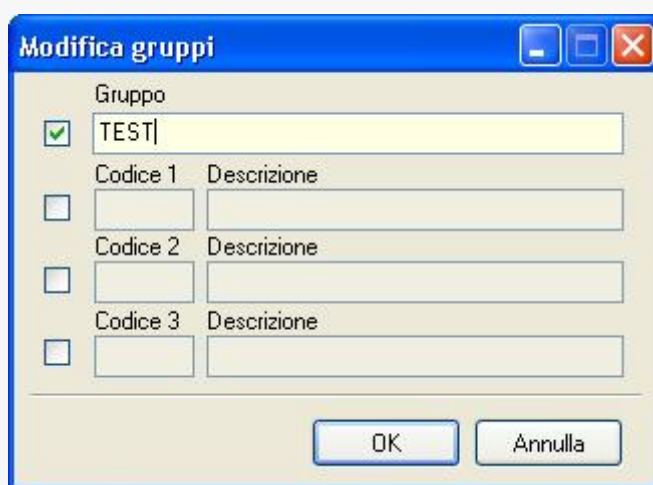 Modifica gruppi
Gruppo
TEST
Codice 1 Descrizione
Codice 2 Descrizione
Codice 3 Descrizione
OK Annulla